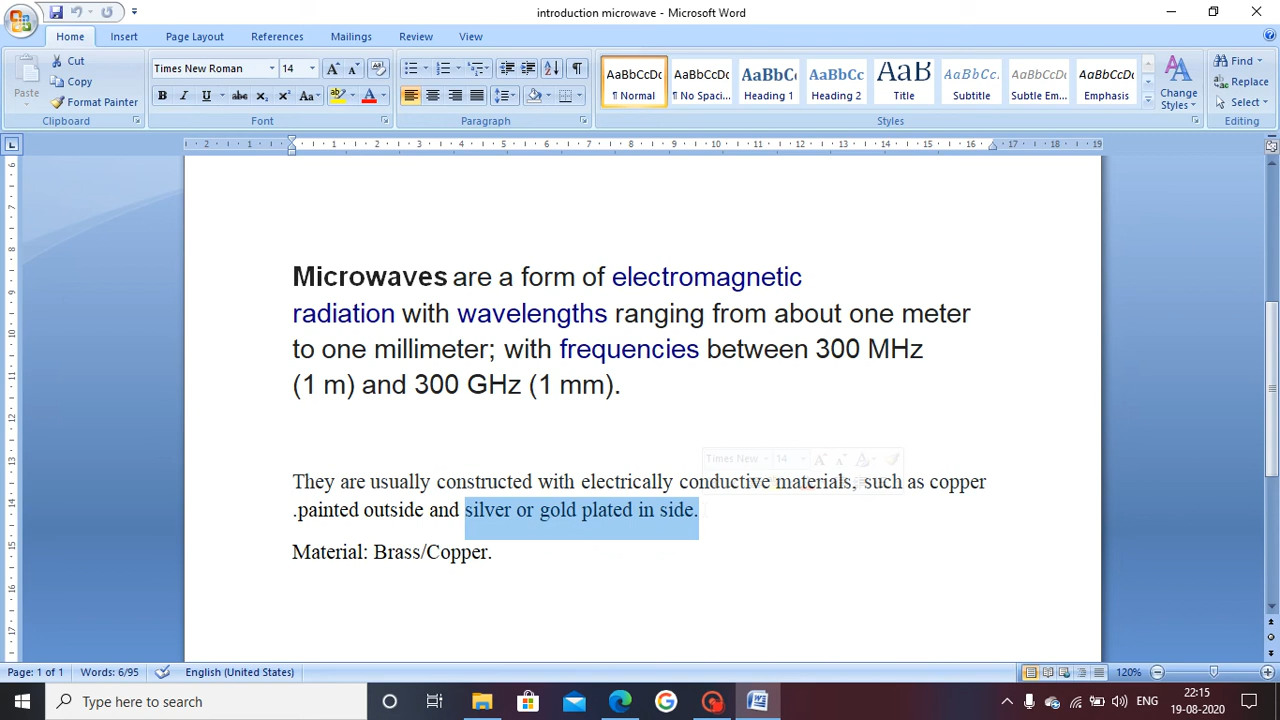 introduction microwave - Microsoft Word
Home Insert Page Layout References Mailings Review View
Paste
Cut
Copy
Format Painter
Clipboard
Times New Roman 14
Font
Paragraph
AaBbCcDc AaBbCcDc AaBbCc AaBbCc AaB AaBbCc. AaBbCcDc AaBbCcDc
¶ Normal ¶ No Spaci... Heading 1 Heading 2 Title Subtitle Subtle Em... Emphasis
Change Styles
Styles
Find
Replace
Select
Editing
Microwaves are a form of electromagnetic
radiation with wavelengths ranging from about one meter
to one millimeter; with frequencies between 300 MHz
(1 m) and 300 GHz (1 mm).
Times New 14
They are usually constructed with electrically conductive materials, such as copper
.painted outside and silver or gold plated in side.
Material: Brass/Copper.
Page: 1 of 1 Words: 6/95 English (United States) 120%
Type here to search
ENG 22:15
19-08-2020